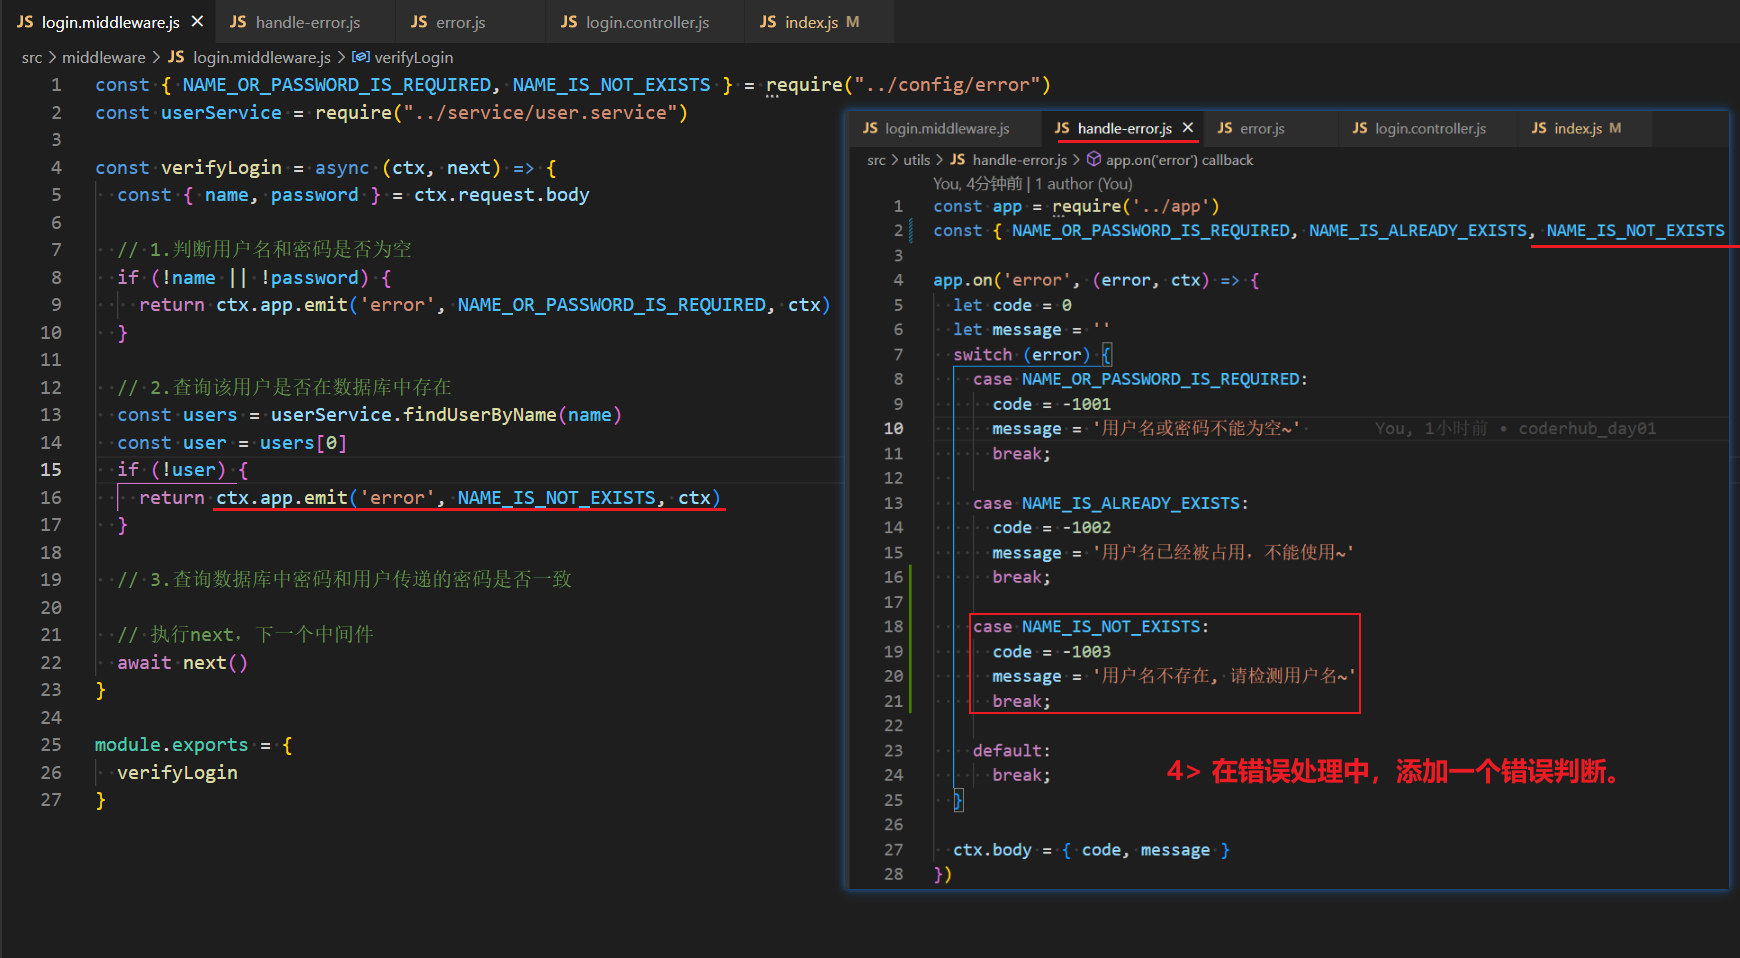 JS login.middleware.js × JS handle-error.js JS error.js JS login.controller.js JS index.js M
src > middleware > JS login.middleware.js > verifyLogin
1 const { NAME_OR_PASSWORD_IS_REQUIRED, NAME_IS_NOT_EXISTS } = require("../config/error")
2 const userService = require("../service/user.service")
3
4 const verifyLogin = async (ctx, next) => {
5 const { name, password } = ctx.request.body
6
7 // 1.判断用户名和密码是否为空
8 if (!name || !password) {
9 return ctx.app.emit('error', NAME_OR_PASSWORD_IS_REQUIRED, ctx)
10 }
11
12 // 2.查询该用户是否在数据库中存在
13 const users = userService.findUserByName(name)
14 const user = users[0]
15 if (!user) {
16 return ctx.app.emit('error', NAME_IS_NOT_EXISTS, ctx)
17 }
18
19 // 3.查询数据库中密码和用户传递的密码是否一致
20
21 // 执行next，下一个中间件
22 await next()
23 }
24
25 module.exports = {
26 verifyLogin
27 }
JS login.middleware.js JS handle-error.js × JS error.js JS login.controller.js JS index.js M
src > utils > JS handle-error.js > app.on('error') callback
You, 4分钟前 | 1 author (You)
1 const app = require('../app')
2 const { NAME_OR_PASSWORD_IS_REQUIRED, NAME_IS_ALREADY_EXISTS, NAME_IS_NOT_EXISTS
3
4 app.on('error', (error, ctx) => {
5 let code = 0
6 let message = ''
7 switch (error) {
8 case NAME_OR_PASSWORD_IS_REQUIRED:
9 code = -1001
10 message = '用户名或密码不能为空~' You, 1小时前 • coderhub_day01
11 break;
12
13 case NAME_IS_ALREADY_EXISTS:
14 code = -1002
15 message = '用户名已经被占用，不能使用~'
16 break;
17
18 case NAME_IS_NOT_EXISTS:
19 code = -1003
20 message = '用户名不存在, 请检测用户名~'
21 break;
22
23 default:
24 break;
25 }
26
27 ctx.body = { code, message }
28 })
4> 在错误处理中，添加一个错误判断。